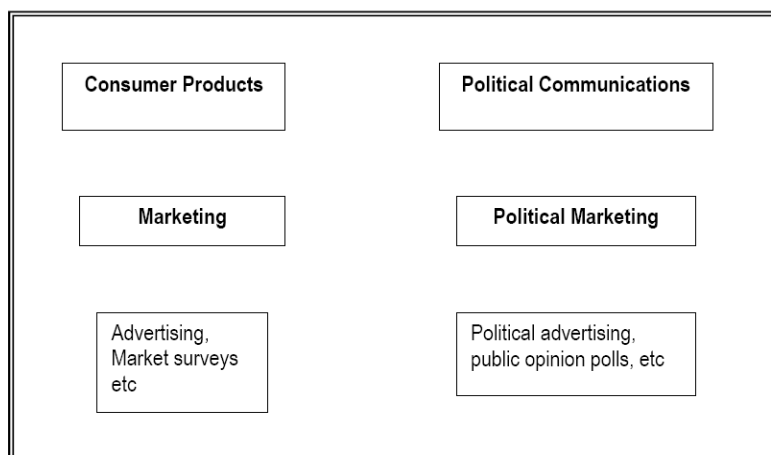 Consumer Products
Political Communications
Marketing
Political Marketing
Advertising,
Market surveys
etc
Political advertising,
public opinion polls, etc